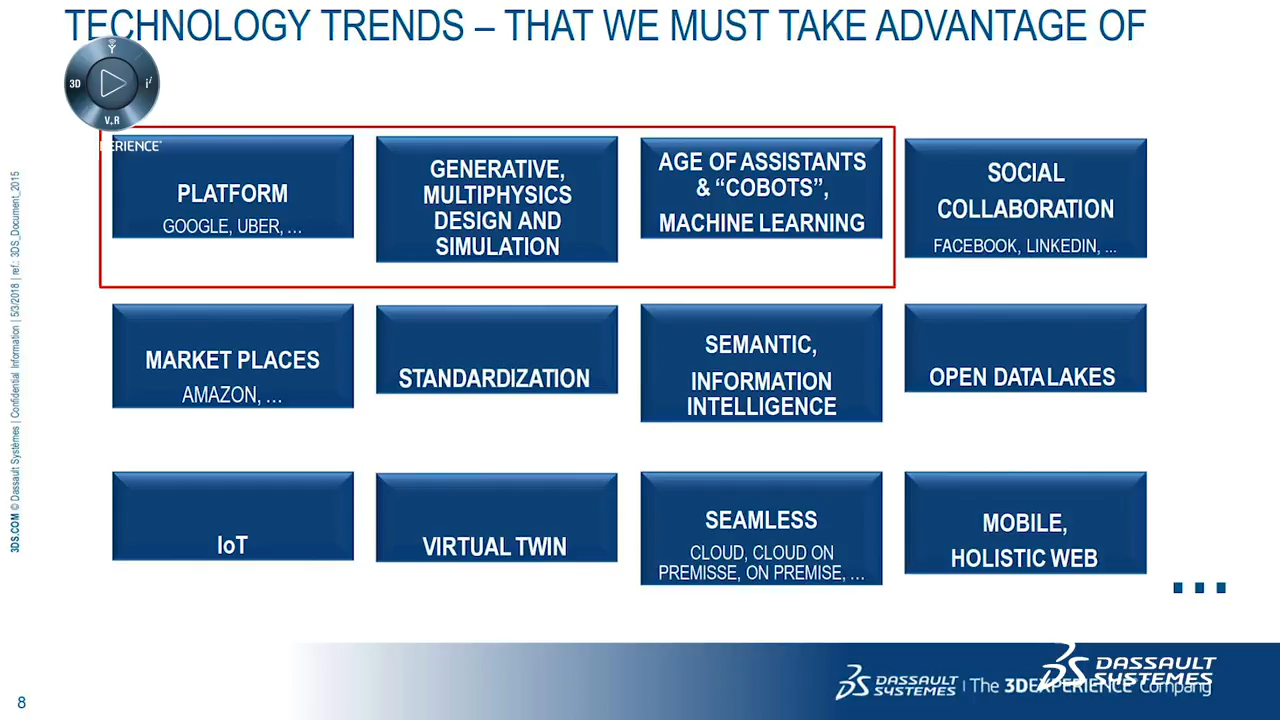 TECHNOLOGY TRENDS – THAT WE MUST TAKE ADVANTAGE OF
3D
V,R
PLATFORM
GOOGLE, UBER, …
GENERATIVE,
MULTIPHYSICS
DESIGN AND
SIMULATION
AGE OF ASSISTANTS
& “COBOTS”,
MACHINE LEARNING
SOCIAL
COLLABORATION
FACEBOOK, LINKEDIN, ...
MARKET PLACES
AMAZON, …
STANDARDIZATION
SEMANTIC,
INFORMATION
INTELLIGENCE
OPEN DATA LAKES
IoT
VIRTUAL TWIN
SEAMLESS
CLOUD, CLOUD ON
PREMISSE, ON PREMISE, …
MOBILE,
HOLISTIC WEB
...
3DS.COM © Dassault Systèmes | Confidential Information | 5/3/2018 | ref.: 3DS_Document_2015
8
DASSAULT
SYSTEMES | The 3DEXPERIENCE Company
DASSAULT
SYSTEMES